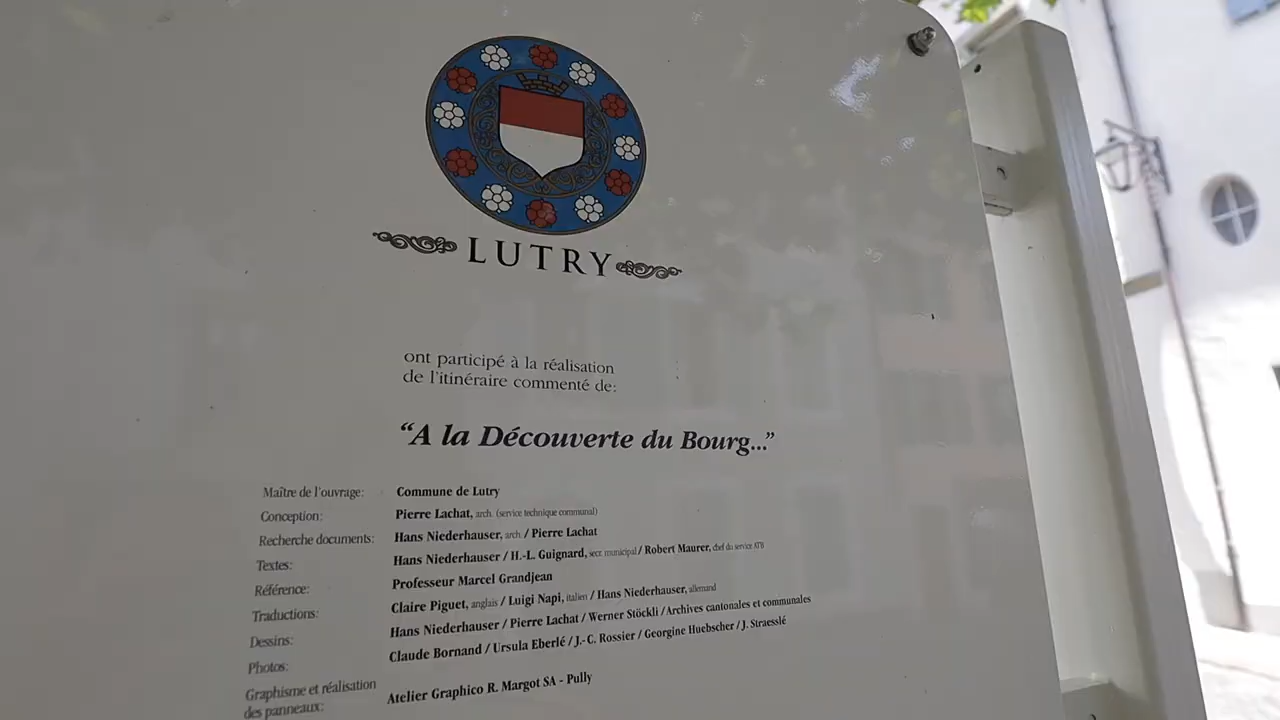 LUTRY
ont participé à la réalisation
de l'itinéraire commenté de:
“A la Découverte du Bourg...”
Maître de l'ouvrage: Commune de Lutry
Conception: Pierre Lachat, arch. (service technique communal)
Recherche documents: Hans Niederhauser, arch. / Pierre Lachat
Textes: Hans Niederhauser / H.-L. Guignard, secr. municipal / Robert Maurer, chef du service ATB
Référence: Professeur Marcel Grandjean
Traductions: Claire Piguet, anglais / Luigi Napi, italien / Hans Niederhauser, allemand
Dessins: Hans Niederhauser / Pierre Lachat / Werner Stöckli / Archives cantonales et communales
Photos: Claude Bornand / Ursula Eberlé / J.-C. Rossier / Georgine Huebscher / J. Straesslé
Graphisme et réalisation
des panneaux: Atelier Graphico R. Margot SA - Pully